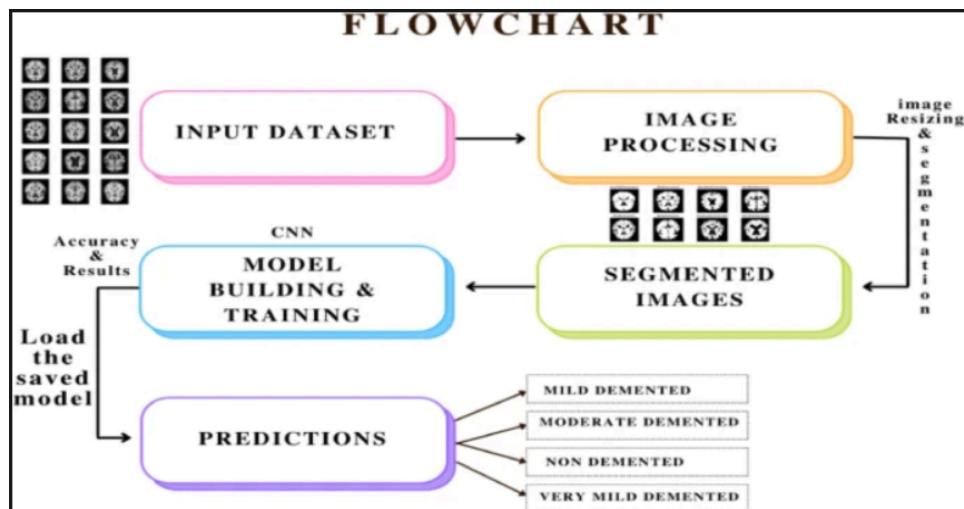 FLOWCHART
INPUT DATASET
IMAGE
PROCESSING
image
Resizing
&segmentation
SEGMENTED
IMAGES
CNN
MODEL
BUILDING &
TRAINING
Accuracy
&
Results
Load
the
saved
model
PREDICTIONS
MILD DEMENTED
MODERATE DEMENTED
NON DEMENTED
VERY MILD DEMENTED